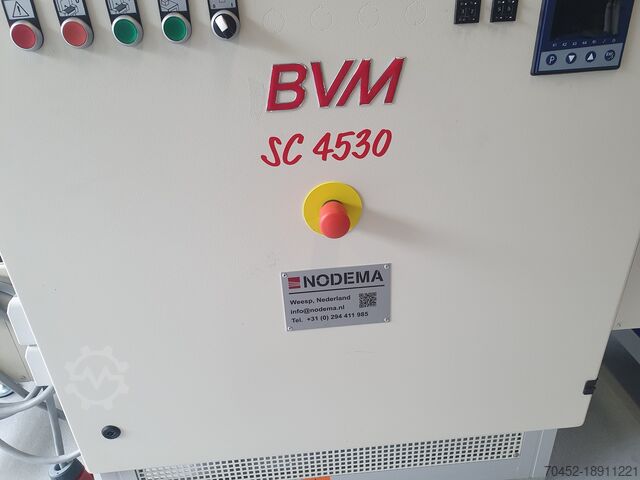 BVM
SC 4530
NODEMA
Weesp, Nederland
info@nodema.nl
Tel. +31 (0) 294 411 985
P
70452-18911221